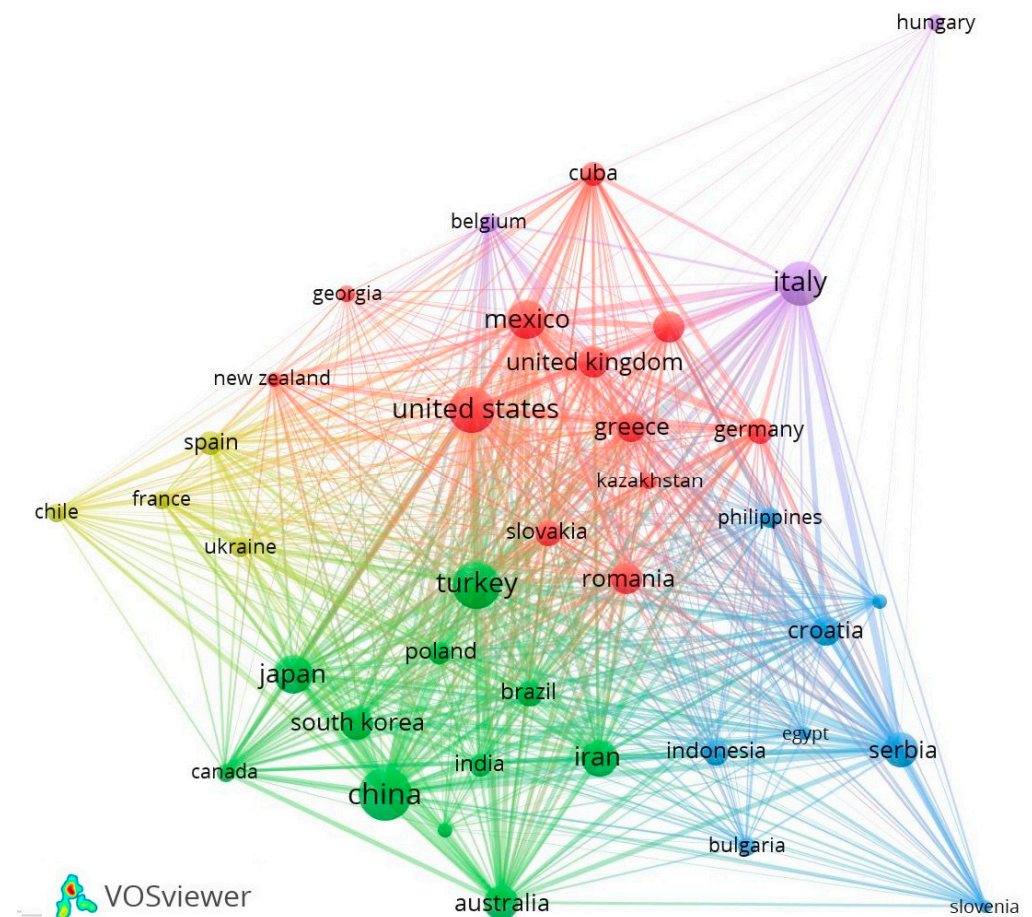 hungary
cuba
belgium
italy
georgia
mexico
united kingdom
new zealand
united states
greece
germany
spain
kazakhstan
france
chile
philippines
slovakia
ukraine
turkey
romania
croatia
poland
japan
brazil
south korea
egypt
indonesia
serbia
iran
india
canada
china
bulgaria
VOSviewer
australia
slovenia